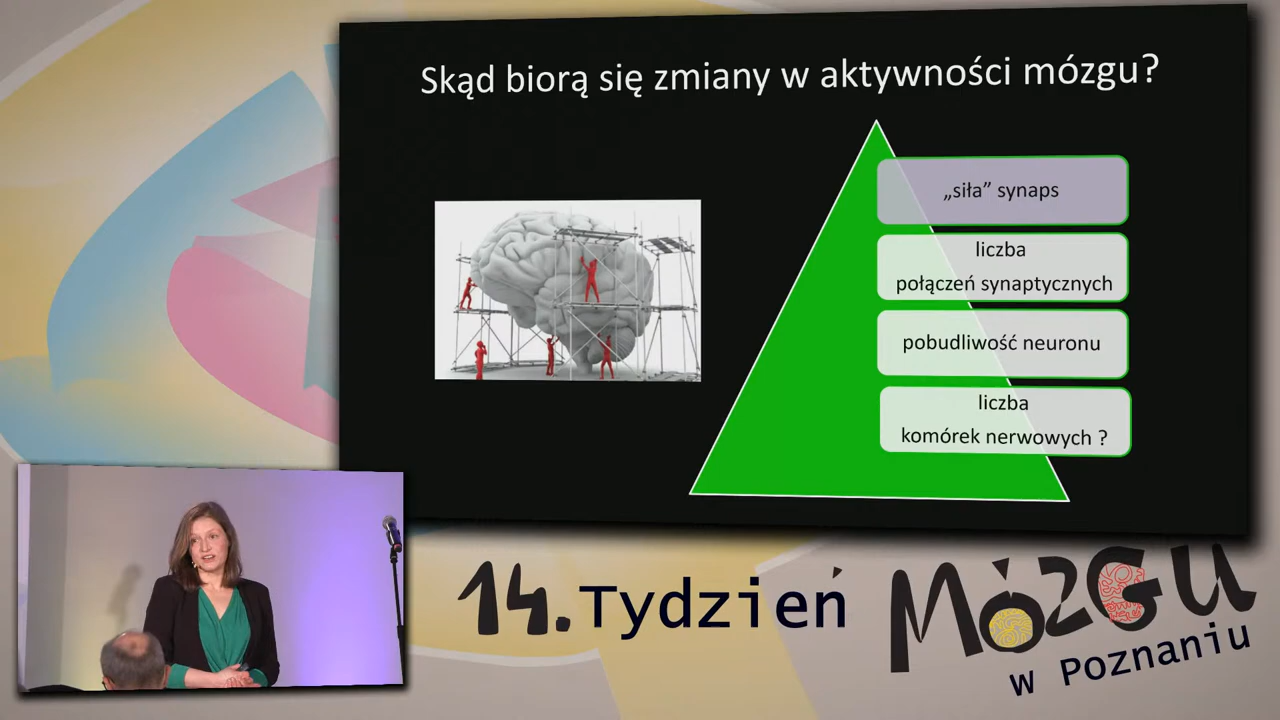 Skąd biorą się zmiany w aktywności mózgu?
„siła” synaps
liczba
połączeń synaptycznych
pobudliwość neuronu
liczba
komórek nerwowych ?
14. Tydzień
MÓZGU
w Poznaniu